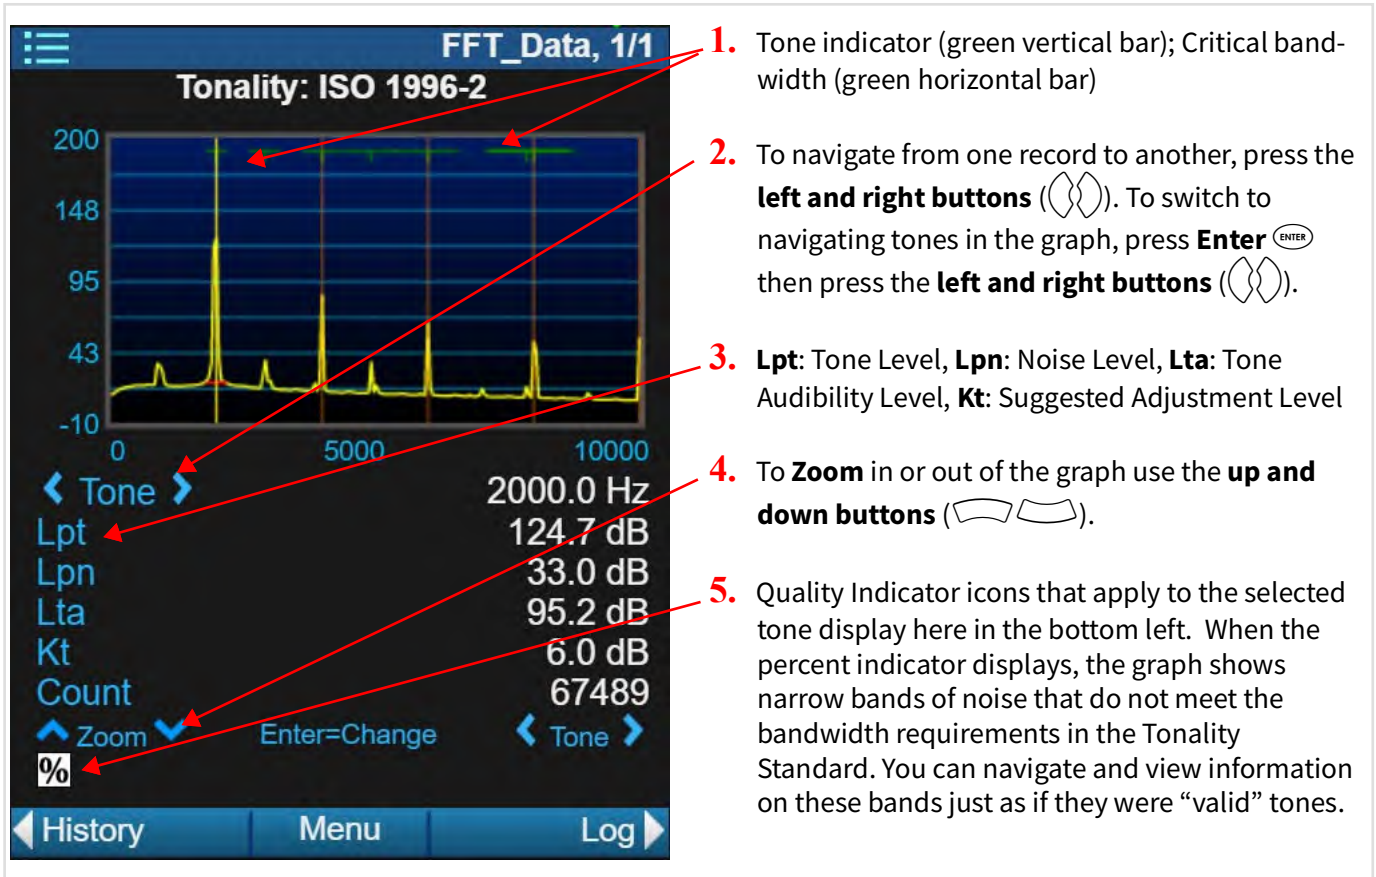 FFT_Data, 1/1
Tonality: ISO 1996-2
200
148
95
43
-10
0 5000 10000
Tone 2000.0 Hz
Lpt 124.7 dB
Lpn 33.0 dB
Lta 95.2 dB
Kt 6.0 dB
Count 67489
Zoom Enter=Change Tone
%
History Menu Log
1. Tone indicator (green vertical bar); Critical band-
width (green horizontal bar)
2. To navigate from one record to another, press the
left and right buttons (). To switch to
navigating tones in the graph, press Enter ENTER
then press the left and right buttons ().
3. Lpt: Tone Level, Lpn: Noise Level, Lta: Tone
Audibility Level, Kt: Suggested Adjustment Level
4. To Zoom in or out of the graph use the up and
down buttons ().
5. Quality Indicator icons that apply to the selected
tone display here in the bottom left. When the
percent indicator displays, the graph shows
narrow bands of noise that do not meet the
bandwidth requirements in the Tonality
Standard. You can navigate and view information
on these bands just as if they were “valid” tones.